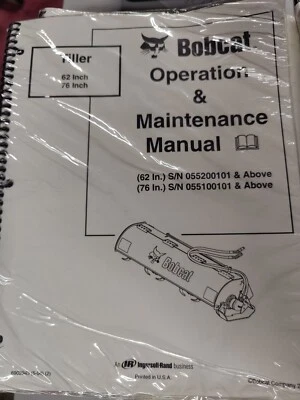 Tiller
62 Inch
76 Inch
Bobcat
Operation
&
Maintenance
Manual
(62 In.) S/N 055200101 & Above
(76 In.) S/N 055100101 & Above
Bobcat
An IR Ingersoll-Rand business
Printed in U.S.A.
©Bobcat Company